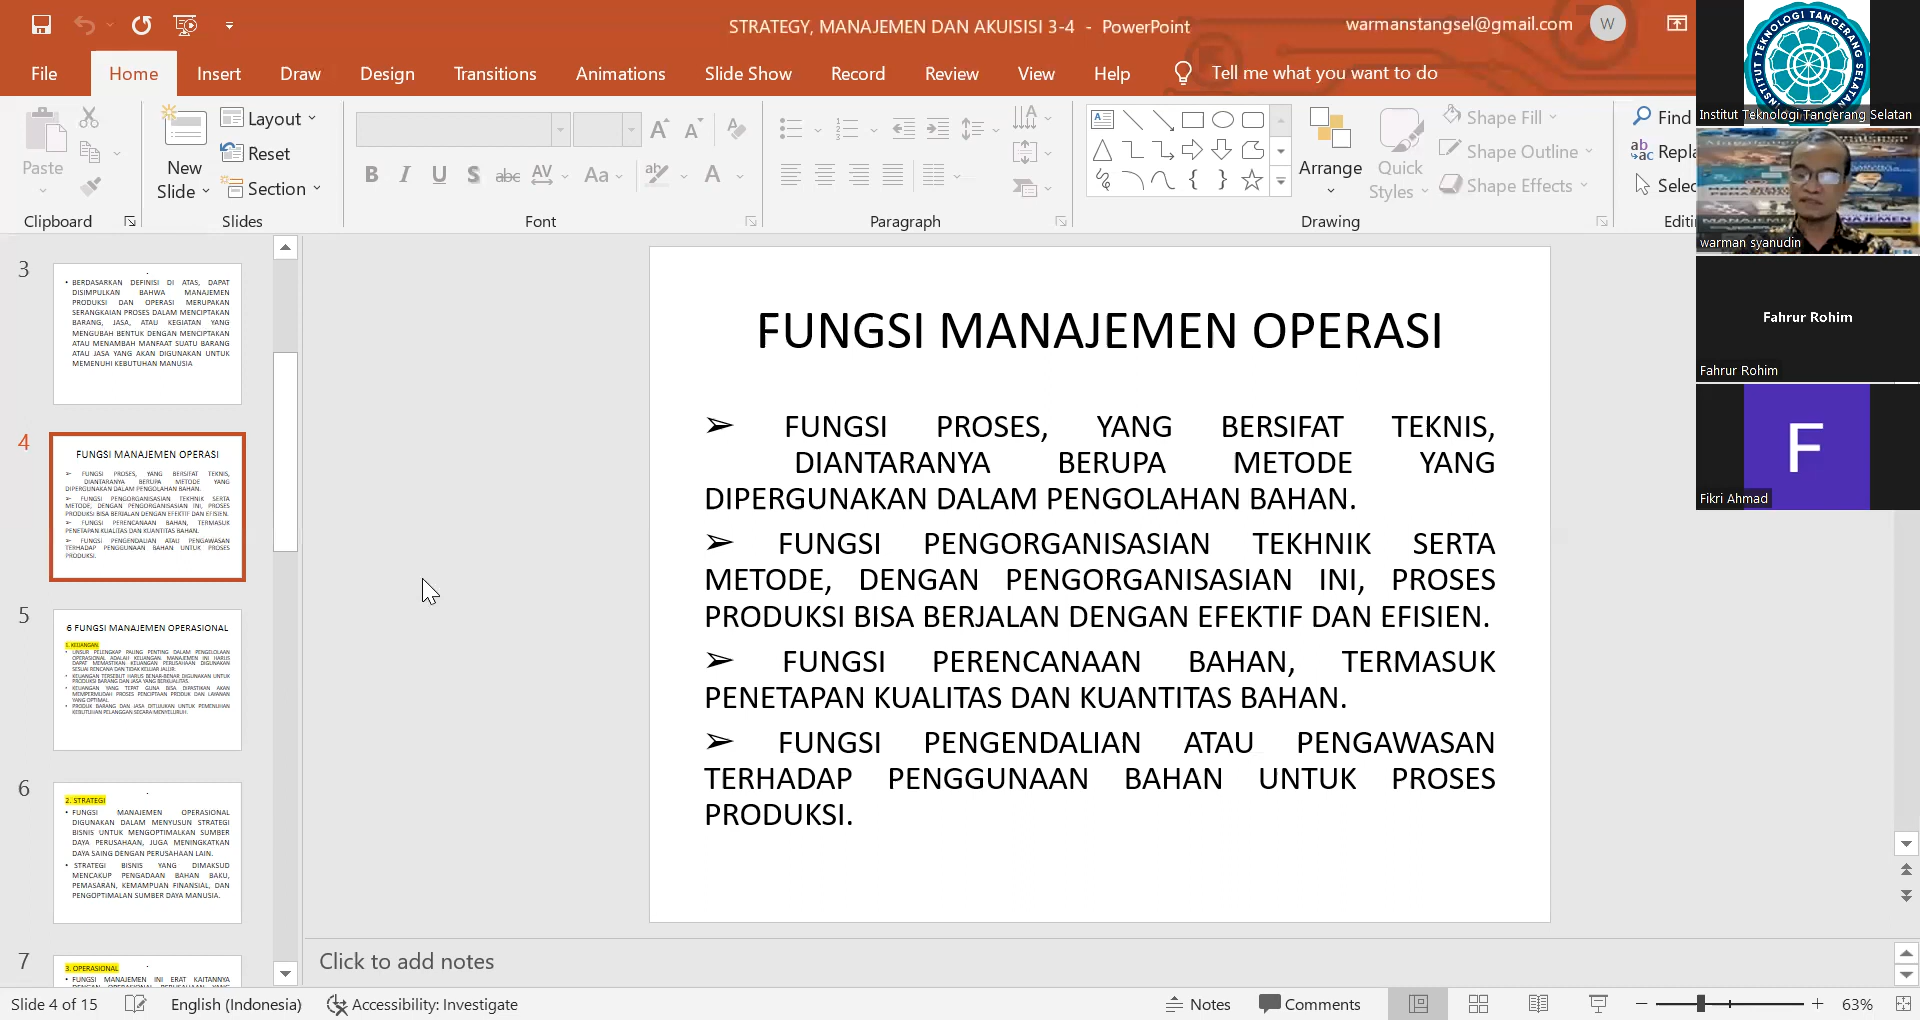 STRATEGY, MANAJEMEN DAN AKUISISI 3-4 - PowerPoint
warmanstangsel@gmail.com
W
File
Home
Insert
Draw
Design
Transitions
Animations
Slide Show
Record
Review
View
Help
Tell me what you want to do
Paste
Clipboard
New
Slide
Layout
Reset
Section
Slides
B I U S abc AV Aa A
Font
Paragraph
Arrange
Quick
Styles
Shape Fill
Shape Outline
Shape Effects
Drawing
Find
Repla
Selec
Editi
INSTITUT TEKNOLOGI TANGERANG SELATAN
Institut Teknologi Tangerang Selatan
warman syanudin
Fahrur Rohim
Fahrur Rohim
F
Fikri Ahmad
3
• BERDASARKAN DEFINISI DI ATAS, DAPAT
DISIMPULKAN BAHWA MANAJEMEN
PRODUKSI DAN OPERASI MERUPAKAN
SERANGKAIAN PROSES DALAM MENCIPTAKAN
BARANG, JASA, ATAU KEGIATAN YANG
MENGUBAH BENTUK DENGAN MENCIPTAKAN
ATAU MENAMBAH MANFAAT SUATU BARANG
ATAU JASA YANG AKAN DIGUNAKAN UNTUK
MEMENUHI KEBUTUHAN MANUSIA
4
FUNGSI MANAJEMEN OPERASI
➢ FUNGSI PROSES, YANG BERSIFAT TEKNIS,
DIANTARANYA BERUPA METODE YANG
DIPERGUNAKAN DALAM PENGOLAHAN BAHAN.
➢ FUNGSI PENGORGANISASIAN TEKHNIK SERTA
METODE, DENGAN PENGORGANISASIAN INI, PROSES
PRODUKSI BISA BERJALAN DENGAN EFEKTIF DAN EFISIEN.
➢ FUNGSI PERENCANAAN BAHAN, TERMASUK
PENETAPAN KUALITAS DAN KUANTITAS BAHAN.
➢ FUNGSI PENGENDALIAN ATAU PENGAWASAN
TERHADAP PENGGUNAAN BAHAN UNTUK PROSES
PRODUKSI.
5
6 FUNGSI MANAJEMEN OPERASIONAL
1. KEUANGAN
• UNSUR PELENGKAP PALING PENTING DALAM PENGELOLAAN
OPERASIONAL ADALAH KEUANGAN. MANAJEMEN INI HARUS
DAPAT MEMASTIKAN KEUANGAN PERUSAHAAN DIGUNAKAN
SESUAI RENCANA DAN TIDAK KELUAR JALUR.
• KEUANGAN TERSEBUT HARUS BENAR-BENAR DIGUNAKAN UNTUK
PRODUKSI BARANG DAN JASA YANG BERKUALITAS.
• KEUANGAN YANG TEPAT GUNA BISA DIPASTIKAN AKAN
MEMPERMUDAH PROSES PENCIPTAAN PRODUK DAN LAYANAN
YANG OPTIMAL.
• PRODUK BARANG DAN JASA DITUJUKAN UNTUK PEMENUHAN
KEBUTUHAN PELANGGAN SECARA MENYELURUH.
6
2. STRATEGI
• FUNGSI MANAJEMEN OPERASIONAL
DIGUNAKAN DALAM MENYUSUN STRATEGI
BISNIS UNTUK MENGOPTIMALKAN SUMBER
DAYA PERUSAHAAN, JUGA MENINGKATKAN
DAYA SAING DENGAN PERUSAHAAN LAIN.
• STRATEGI BISNIS YANG DIMAKSUD
MENCAKUP PENGADAAN BAHAN BAKU,
PEMASARAN, KEMAMPUAN FINANSIAL, DAN
PENGOPTIMALAN SUMBER DAYA MANUSIA.
7
3. OPERASIONAL
• FUNGSI MANAJEMEN INI ERAT KAITANNYA
FUNGSI MANAJEMEN OPERASI
➢ FUNGSI PROSES, YANG BERSIFAT TEKNIS,
DIANTARANYA BERUPA METODE YANG
DIPERGUNAKAN DALAM PENGOLAHAN BAHAN.
➢ FUNGSI PENGORGANISASIAN TEKHNIK SERTA
METODE, DENGAN PENGORGANISASIAN INI, PROSES
PRODUKSI BISA BERJALAN DENGAN EFEKTIF DAN EFISIEN.
➢ FUNGSI PERENCANAAN BAHAN, TERMASUK
PENETAPAN KUALITAS DAN KUANTITAS BAHAN.
➢ FUNGSI PENGENDALIAN ATAU PENGAWASAN
TERHADAP PENGGUNAAN BAHAN UNTUK PROSES
PRODUKSI.
Click to add notes
Slide 4 of 15
English (Indonesia)
Accessibility: Investigate
Notes
Comments
63%